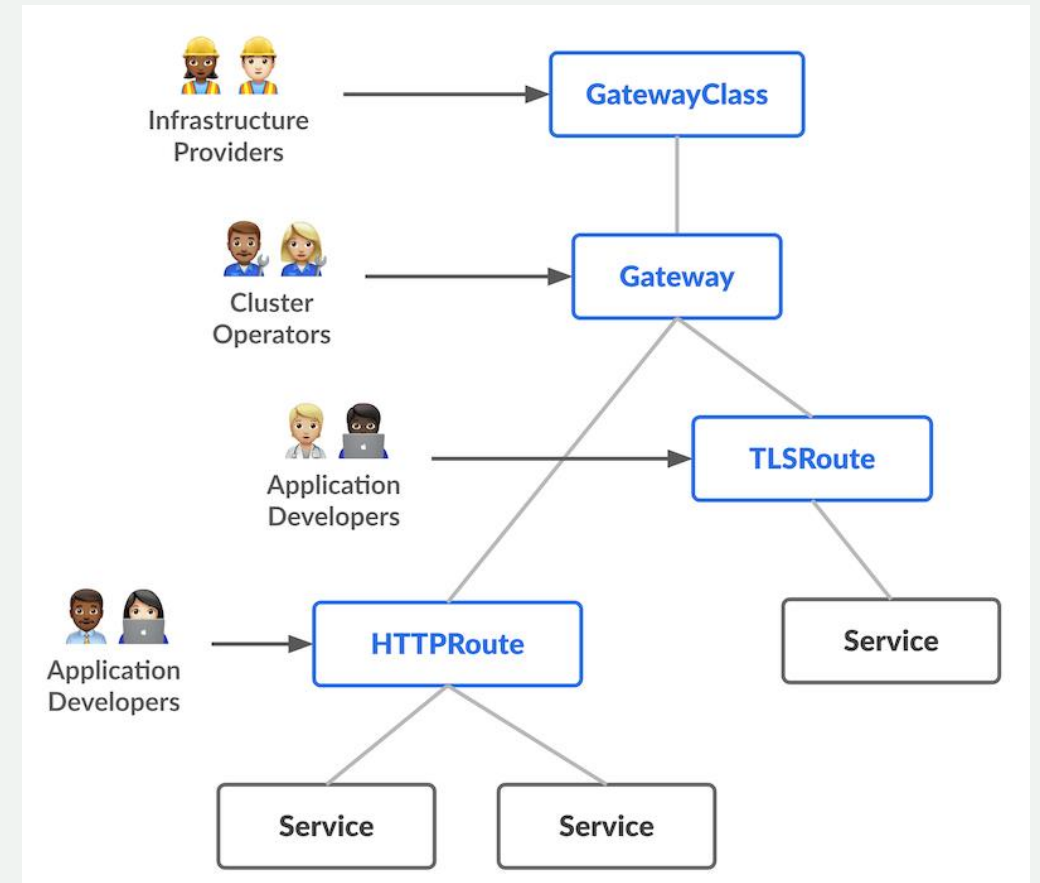 Infrastructure
Providers
GatewayClass
Cluster
Operators
Gateway
Application
Developers
TLSRoute
Application
Developers
HTTPRoute
Service
Service
Service